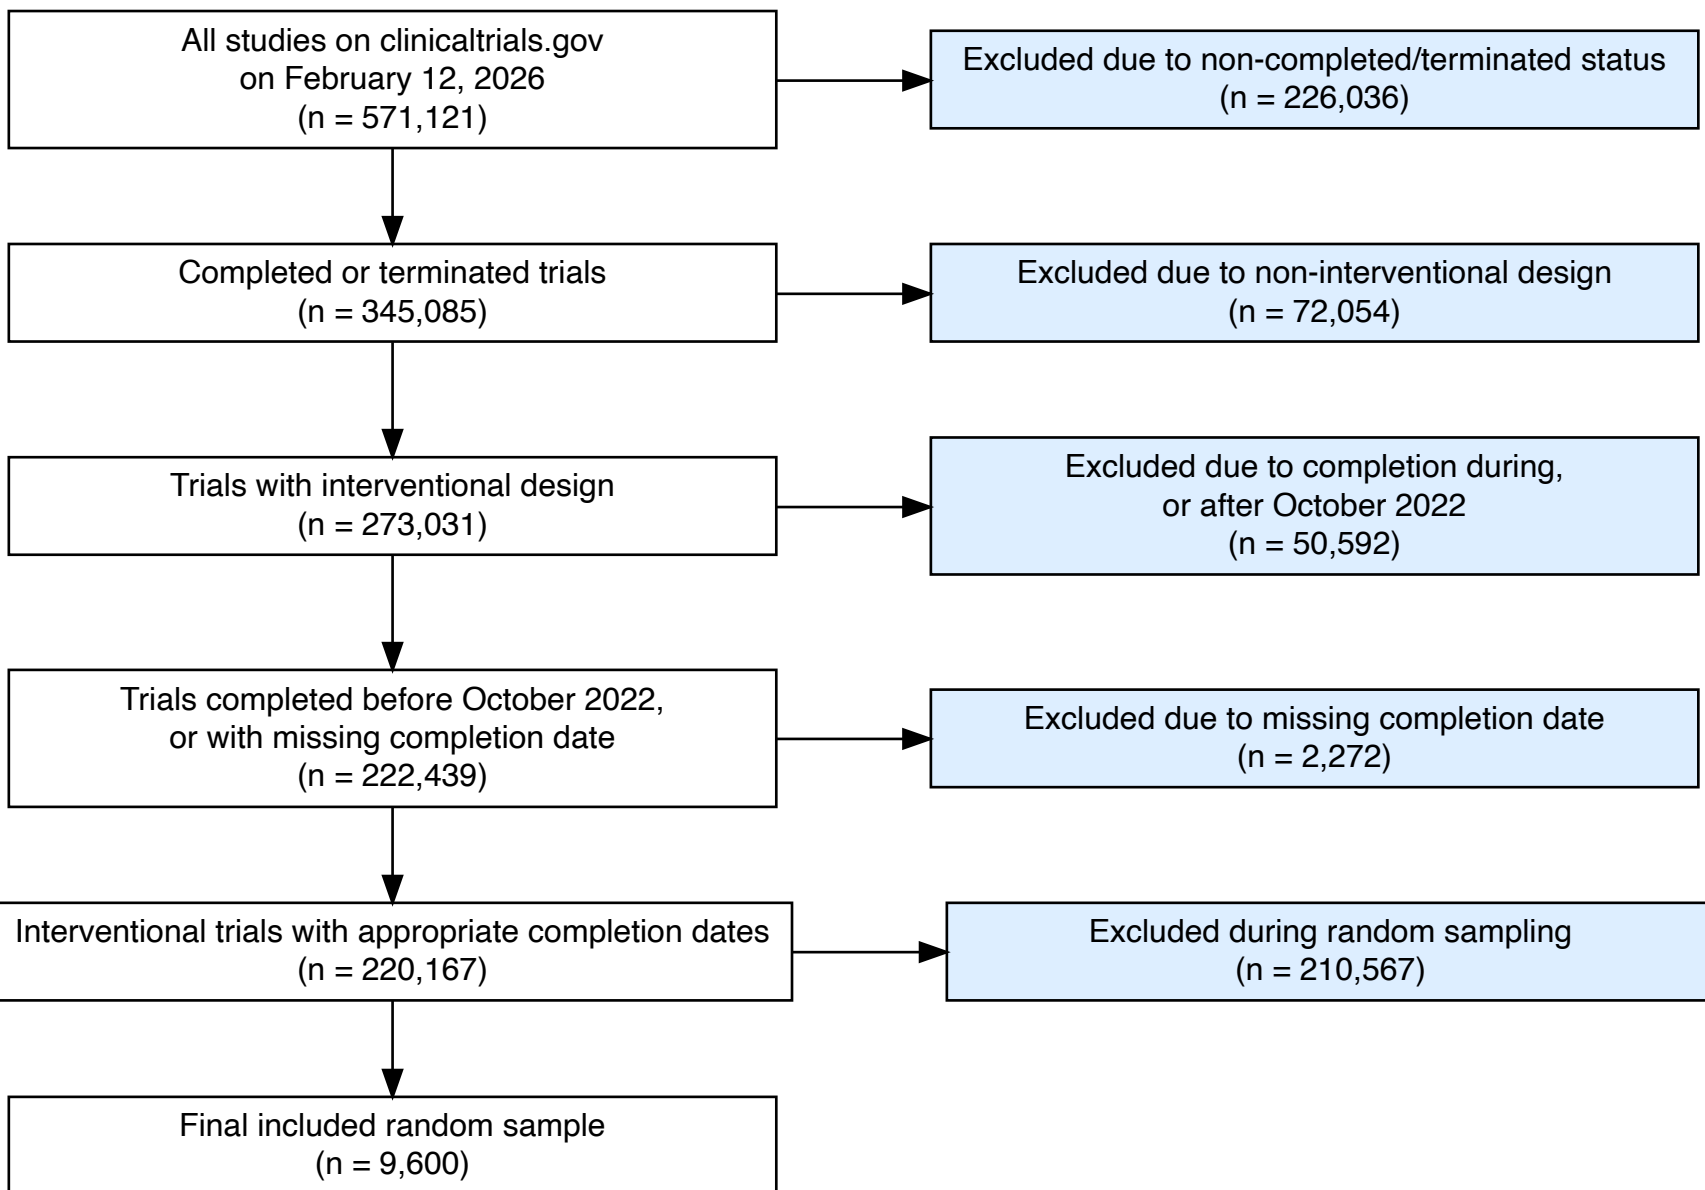 All studies on clinicaltrials.gov
on February 12, 2026
(n = 571,121)
Excluded due to non-completed/terminated status
(n = 226,036)
Completed or terminated trials
(n = 345,085)
Excluded due to non-interventional design
(n = 72,054)
Trials with interventional design
(n = 273,031)
Excluded due to completion during,
or after October 2022
(n = 50,592)
Trials completed before October 2022,
or with missing completion date
(n = 222,439)
Excluded due to missing completion date
(n = 2,272)
Interventional trials with appropriate completion dates
(n = 220,167)
Excluded during random sampling
(n = 210,567)
Final included random sample
(n = 9,600)